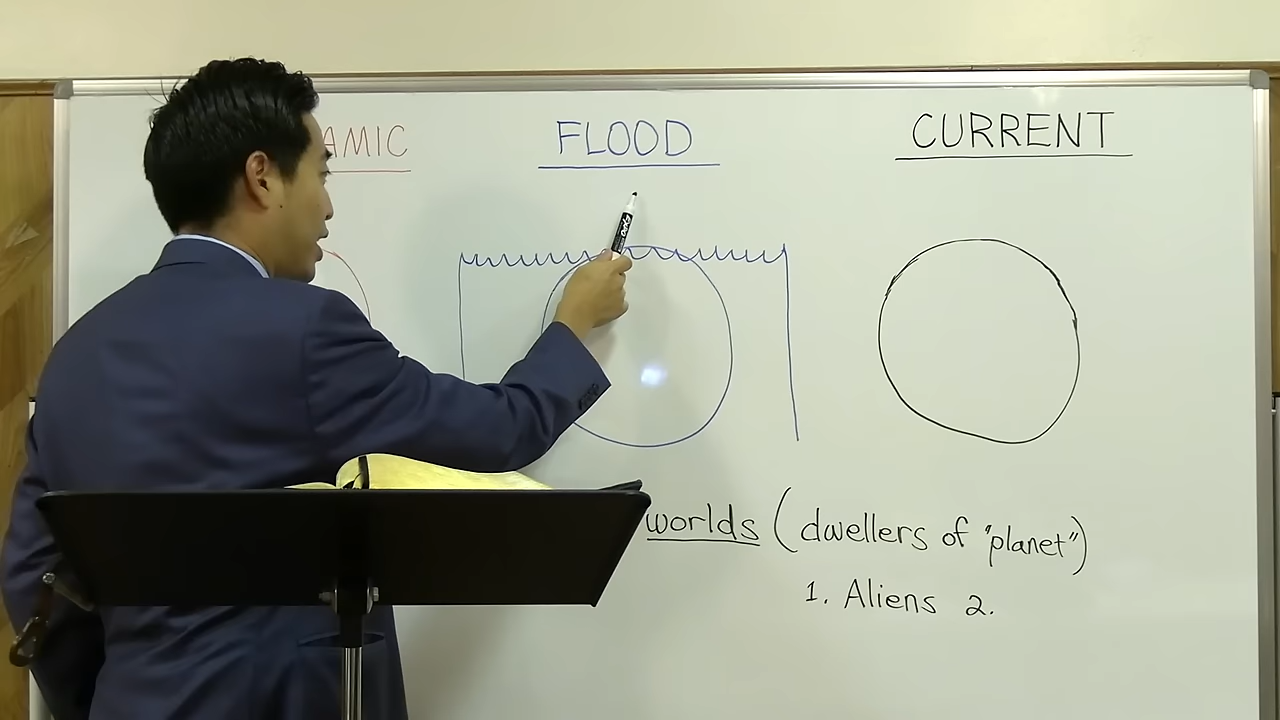 AMIC FLOOD CURRENT
worlds (dwellers of "planet")
1. Aliens 2.